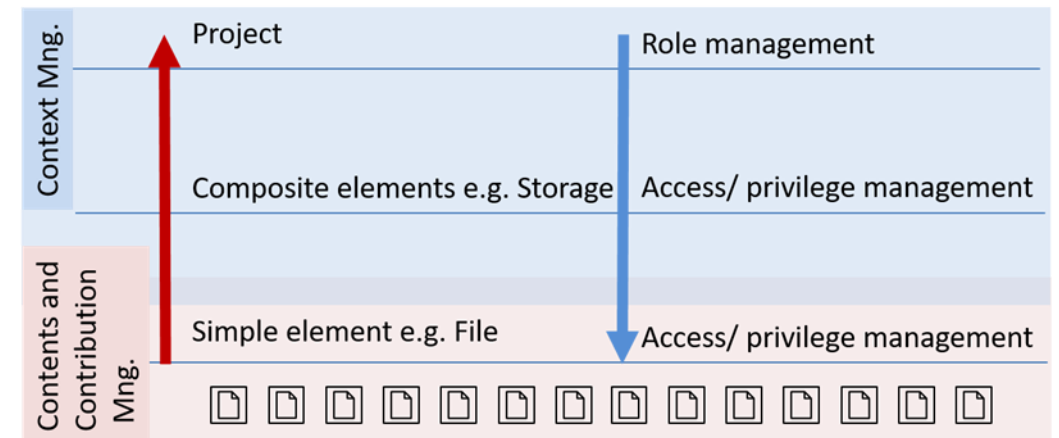 Context Mng.
Project
Role management
Composite elements e.g. Storage
Access/ privilege management
Contents and
Contribution
Mng.
Simple element e.g. File
Access/ privilege management